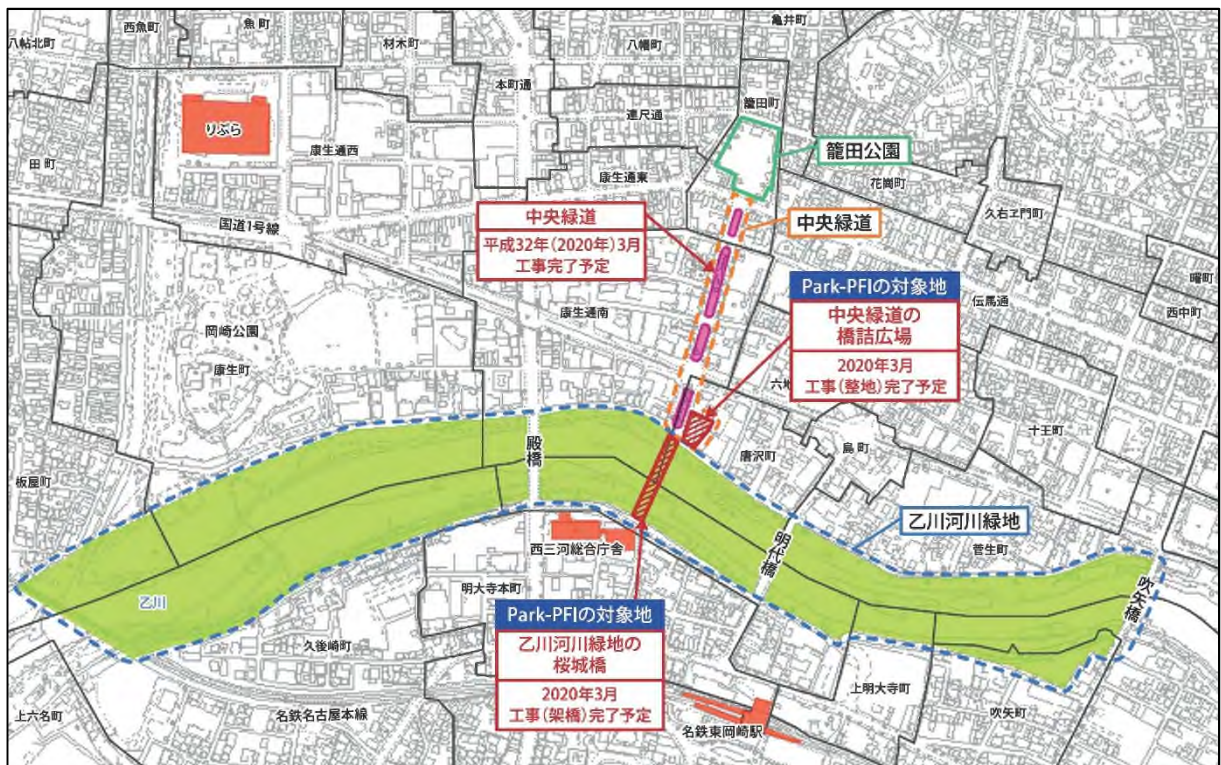 西魚町
魚町
材木町
亀井町
八帖北町
八幡町
本町通
籠田町
連尺通
りぶら
籠田公園
田町
康生通西
康生通東
花崗町
久右ヱ門町
中央緑道
平成32年(2020年)3月
工事完了予定
中央緑道
国道1号線
曜町
Park-PFIの対象地
中央緑道の
橋詰広場
2020年3月
工事(整地)完了予定
伝馬通
西中町
康生通南
岡崎公園
康生町
六地
十王町
殿橋
唐沢町
島町
板屋町
乙川河川緑地
菅生町
明代橋
吹矢橋
西三河総合庁舎
明大寺本町
乙川
Park-PFIの対象地
乙川河川緑地の
桜城橋
2020年3月
工事(架橋)完了予定
久後崎町
上明大寺町
上六名町
名鉄名古屋本線
吹矢町
名鉄東岡崎駅